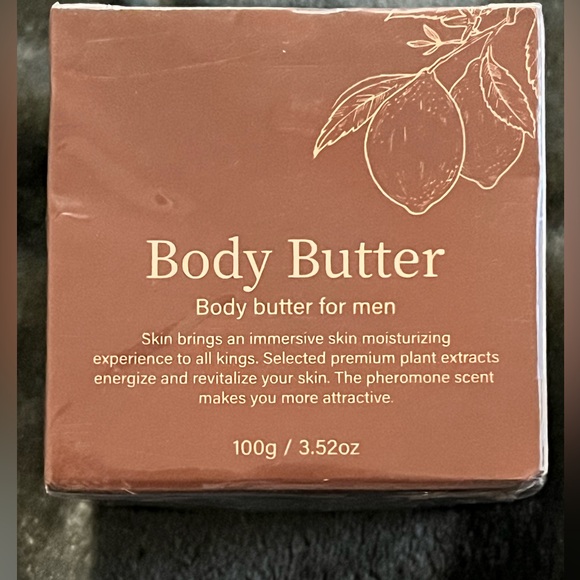 Body Butter
Body butter for men
Skin brings an immersive skin moisturizing
experience to all kings. Selected premium plant extracts
energize and revitalize your skin. The pheromone scent
makes you more attractive.
100g / 3.52oz